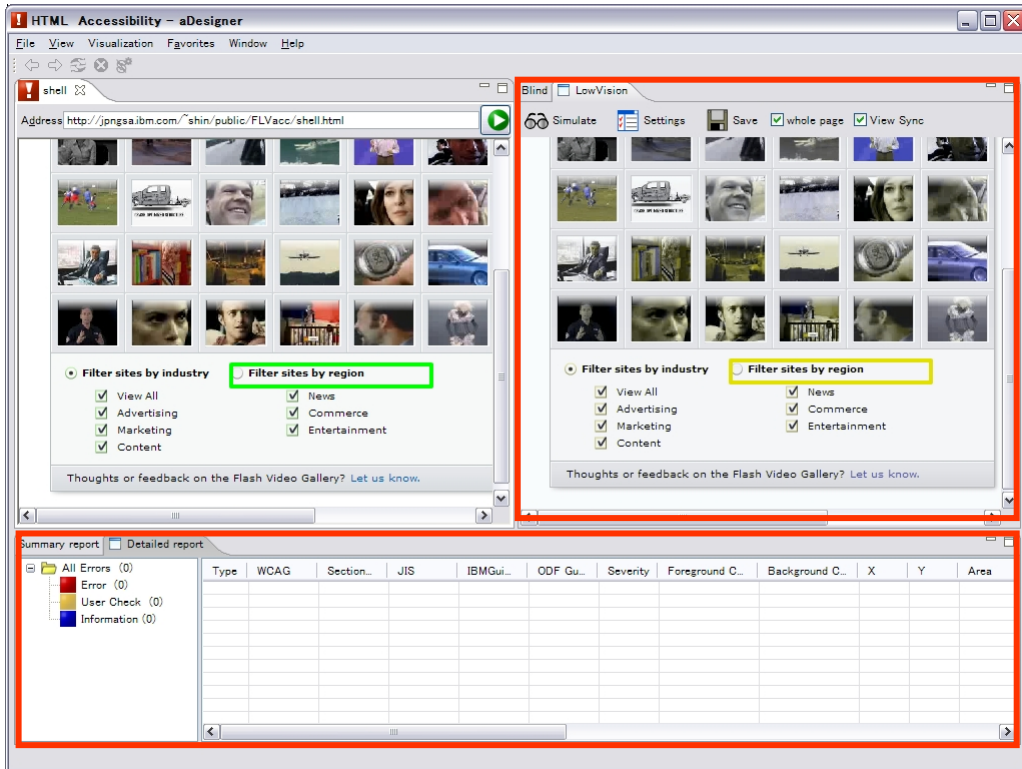 HTML Accessibility - aDesigner
File View Visualization Favorites Window Help
shell
Address http://jpngsa.ibm.com/~shin/public/FLVacc/shell.html
Filter sites by industry Filter sites by region
View All News
Advertising Commerce
Marketing Entertainment
Content
Thoughts or feedback on the Flash Video Gallery? Let us know.
Blind LowVision
Simulate Settings Save whole page View Sync
Filter sites by industry Filter sites by region
View All News
Advertising Commerce
Marketing Entertainment
Content
Thoughts or feedback on the Flash Video Gallery? Let us know.
Summary report Detailed report
All Errors (0)
Error (0)
User Check (0)
Information (0)
Type WCAG Section... JIS IBMGui... ODF Gu... Severity Foreground C... Background C... X Y Area